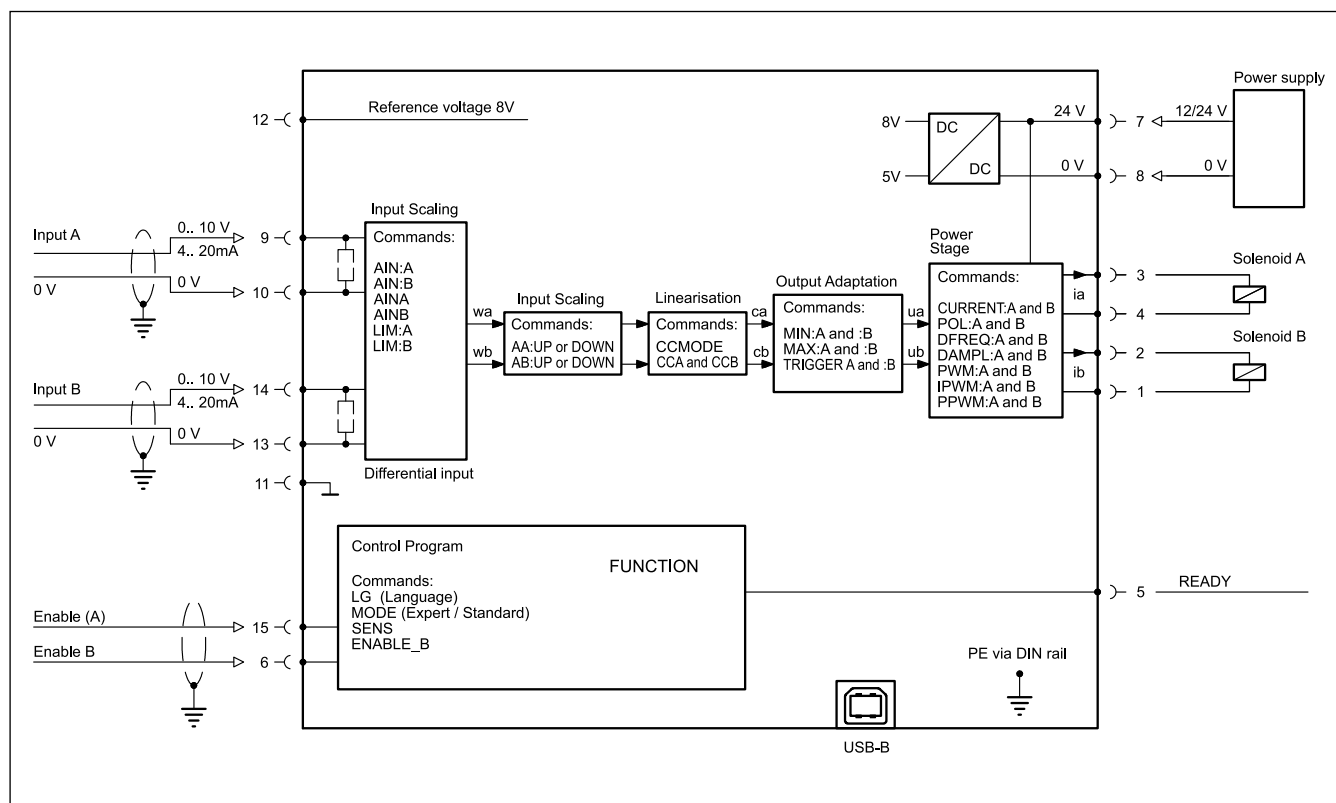 Power supply
Reference voltage 8V
12
8V
DC
DC
5V
24 V
7
12/24 V
0 V
8
0 V
Input Scaling
Input A
0.. 10 V
4.. 20mA
9
0 V
0 V
10
Commands:
AIN:A
AIN:B
AINA
AINB
LIM:A
LIM:B
Differential input
wa
wb
Input Scaling
Commands:
AA:UP or DOWN
AB:UP or DOWN
Linearisation
Commands:
CCMODE
CCA and CCB
ca
cb
Output Adaptation
Commands:
MIN:A and :B
MAX:A and :B
TRIGGER A and :B
ua
ub
Power
Stage
Commands:
CURRENT:A and B
POL:A and B
DFREQ:A and B
DAMPL:A and B
PWM:A and B
IPWM:A and B
PPWM:A and B
ia
ib
3
4
2
1
Solenoid A
Solenoid B
Input B
0.. 10 V
4.. 20mA
14
0 V
0 V
13
11
Control Program
FUNCTION
Commands:
LG (Language)
MODE (Expert / Standard)
SENS
ENABLE_B
5
READY
Enable (A)
15
Enable B
6
PE via DIN rail
USB-B